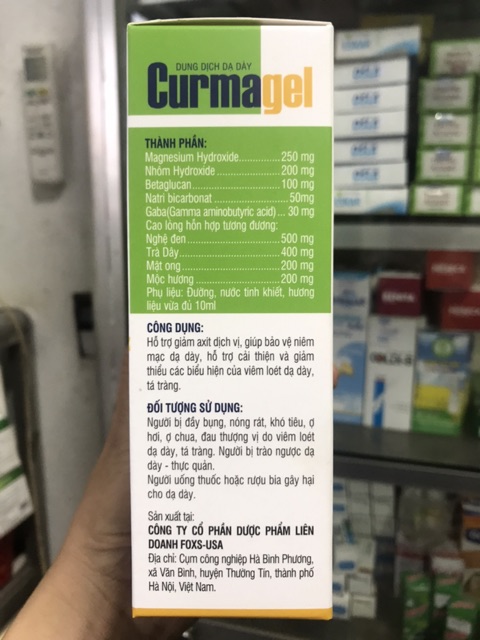 DUNG DỊCH DẠ DÀY
Curmagel
THÀNH PHẦN:
Magnesium Hydroxide.............. 250 mg
Nhôm Hydroxide ..................... 200 mg
Betaglucan............................... 100 mg
Natri bicarbonat ......................... 50mg
Gaba(Gamma aminobutyric acid) ... 30 mg
Cao lỏng hỗn hợp tương đương:
Nghệ đen................................. 500 mg
Trà Dây.................................... 400 mg
Mật ong ................................... 200 mg
Mộc hương .............................. 200 mg
Phụ liệu: Đường, nước tinh khiết, hương
liệu vừa đủ 10ml
CÔNG DỤNG:
Hỗ trợ giảm axit dịch vị, giúp bảo vệ niêm
mạc dạ dày, hỗ trợ cải thiện và giảm
thiểu các biểu hiện của viêm loét dạ dày,
tá tràng.
ĐỐI TƯỢNG SỬ DỤNG:
Người bị đầy bụng, nóng rát, khó tiêu, ợ
hơi, ợ chua, đau thượng vị do viêm loét
dạ dày, tá tràng. Người bị trào ngược dạ
dày - thực quản.
Người uống thuốc hoặc rượu bia gây hại
cho dạ dày.
Sản xuất tại:
CÔNG TY CỔ PHẦN DƯỢC PHẨM LIÊN
DOANH FOXS-USA
Địa chỉ: Cụm công nghiệp Hà Bình Phương,
xã Văn Bình, huyện Thường Tín, thành phố
Hà Nội, Việt Nam.